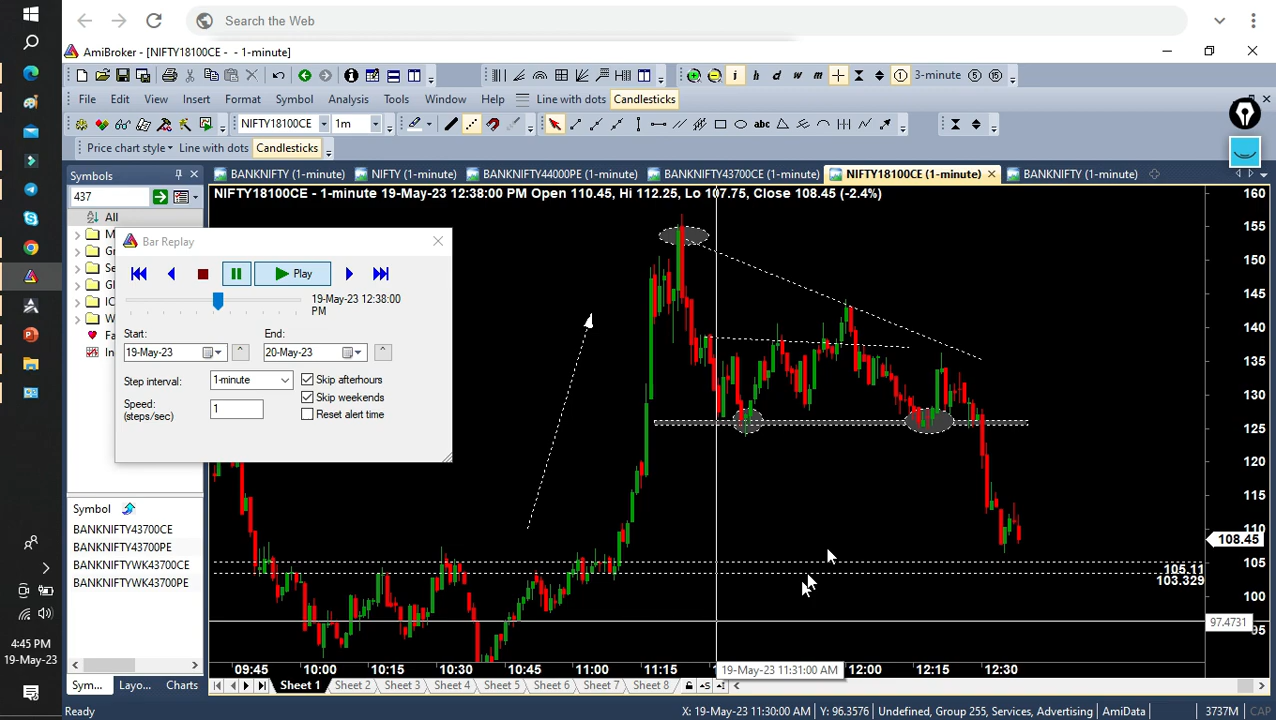 Search the Web
AmiBroker - [NIFTY18100CE - - 1-minute]
3-minute
File Edit View Insert Format Symbol Analysis Tools Window Help Line with dots Candlesticks
NIFTY18100CE 1m abc
Price chart style Line with dots Candlesticks
Symbols
BANKNIFTY (1-minute) NIFTY (1-minute) BANKNIFTY44000PE (1-minute) BANKNIFTY43700CE (1-minute) NIFTY18100CE (1-minute) BANKNIFTY (1-minute)
437
NIFTY18100CE - 1-minute 19-May-23 12:38:00 PM Open 110.45, Hi 112.25, Lo 107.75, Close 108.45 (-2.4%)
All
M
G
Se
Gl
IC
W
Fa
In
Bar Replay
Play
19-May-23 12:38:00
PM
Start: End:
19-May-23 20-May-23
Step interval: 1-minute Skip afterhours
Skip weekends
Speed:
(steps/sec) 1 Reset alert time
160
155
150
145
140
135
130
125
120
115
110
108.45
105
105.11
103.329
100
97.4731
95
Symbol
BANKNIFTY43700CE
BANKNIFTY43700PE
BANKNIFTYWK43700CE
BANKNIFTYWK43700PE
09:45 10:00 10:15 10:30 10:45 11:00 11:15 19-May-23 11:31:00 AM 12:00 12:15 12:30
Sym... Layo... Charts
Sheet 1 Sheet 2 Sheet 3 Sheet 4 Sheet 5 Sheet 6 Sheet 7 Sheet 8
Ready X: 19-May-23 11:30:00 AM Y: 96.3576 Undefined, Group 255, Services, Advertising AmiData 3737M CAP
4:45 PM
19-May-23